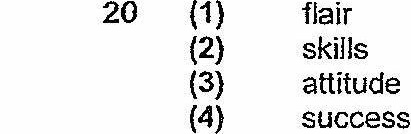 20 (1) flair
(2) skills
(3) attitude
(4) success